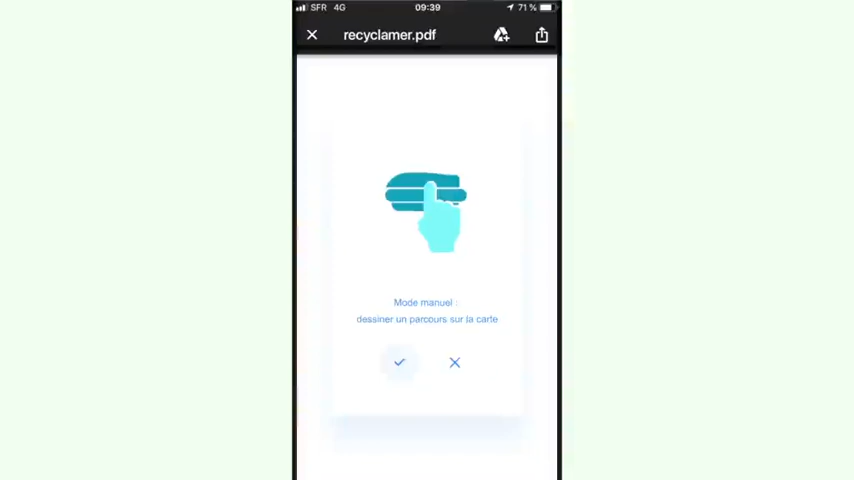 SFR 4G 09:39 71 %
recyclamer.pdf
Mode manuel :
dessiner un parcours sur la carte